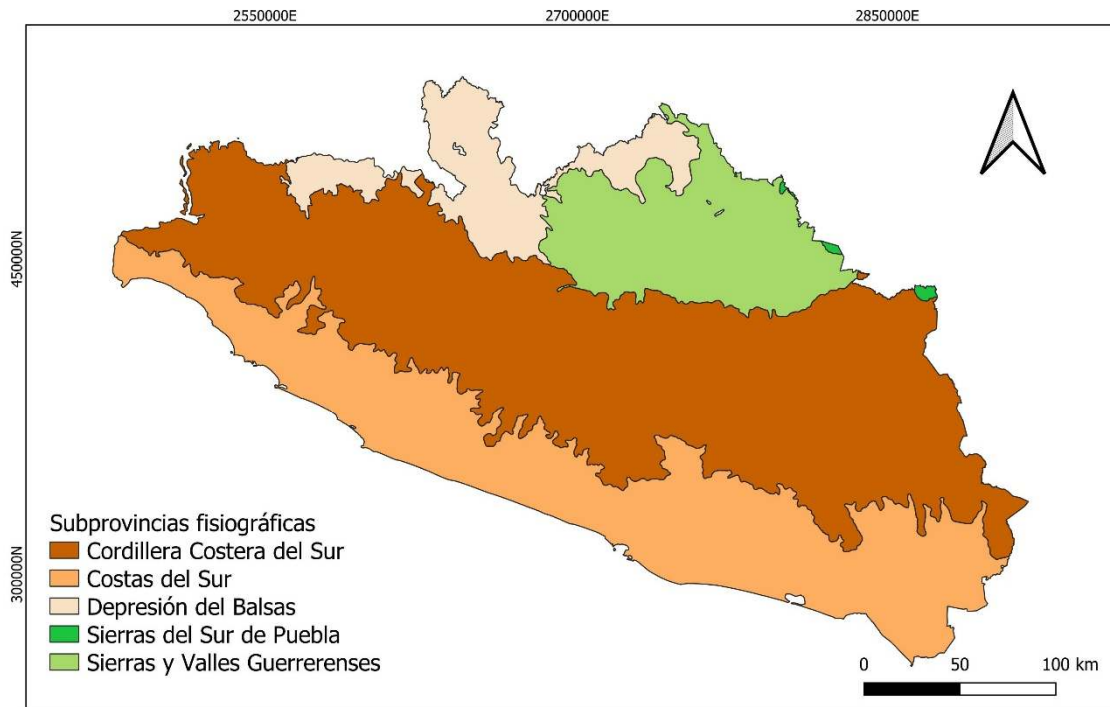 2550000E 2700000E 2850000E
450000N
300000N
Subprovincias fisiográficas
Cordillera Costera del Sur
Costas del Sur
Depresión del Balsas
Sierras del Sur de Puebla
Sierras y Valles Guerrerenses
0 50 100 km